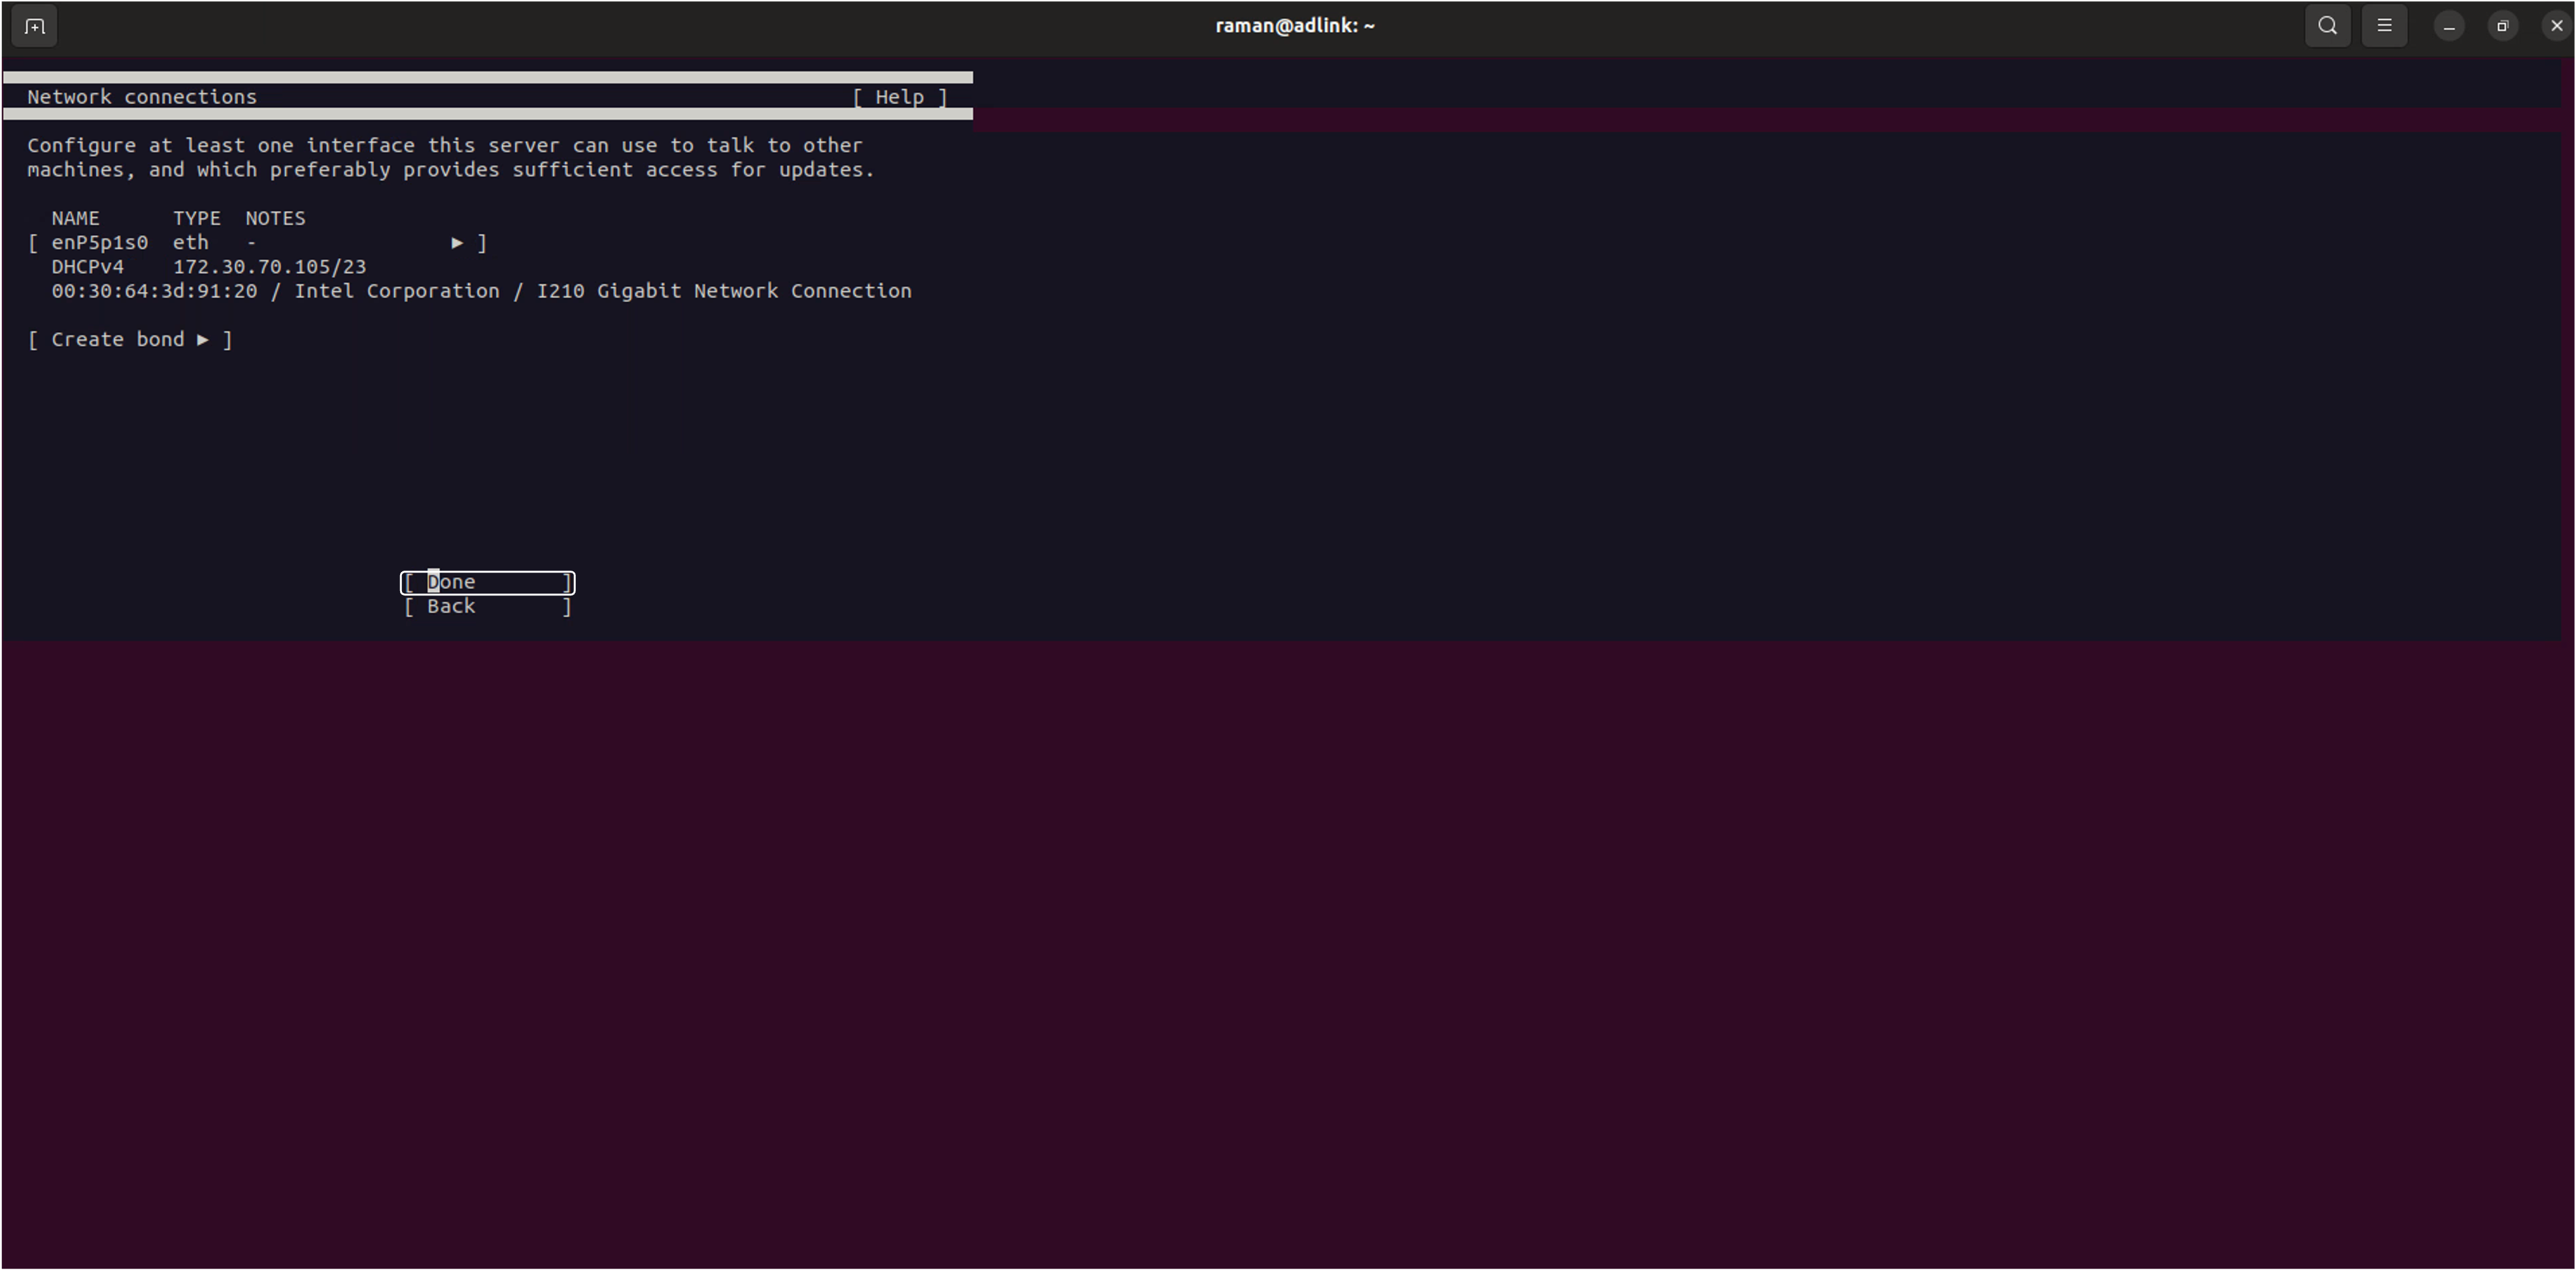 raman@adlink: ~
Network connections [ Help ]
Configure at least one interface this server can use to talk to other
machines, and which preferably provides sufficient access for updates.
NAME TYPE NOTES
[ enP5p1s0 eth - ▸ ]
DHCPv4 172.30.70.105/23
00:30:64:3d:91:20 / Intel Corporation / I210 Gigabit Network Connection
[ Create bond ▸ ]
[ Done ]
[ Back ]